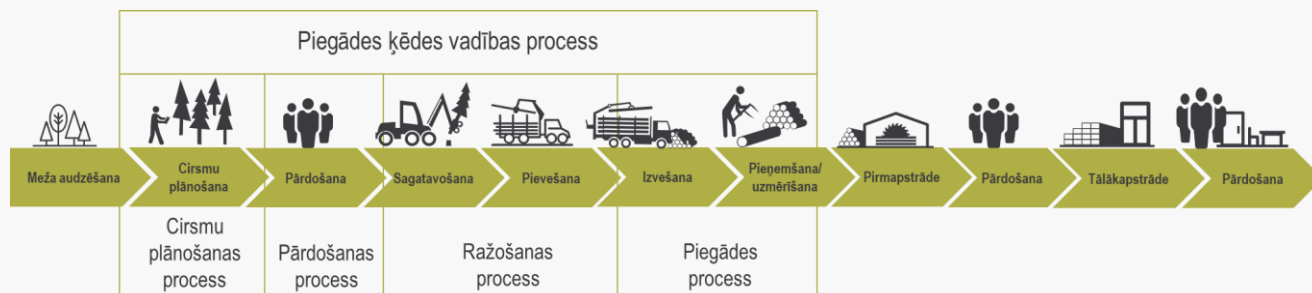 Piegādes ķēdes vadības process
Meža audzēšana
Cirsmu
plānošana
Pārdošana
Sagatavošana
Pievešana
Izvešana
Pieņemšana/
uzmērīšana
Pirmapstrāde
Pārdošana
Tālākapstrāde
Pārdošana
Cirsmu
plānošanas
process
Pārdošanas
process
Ražošanas
process
Piegādes
process